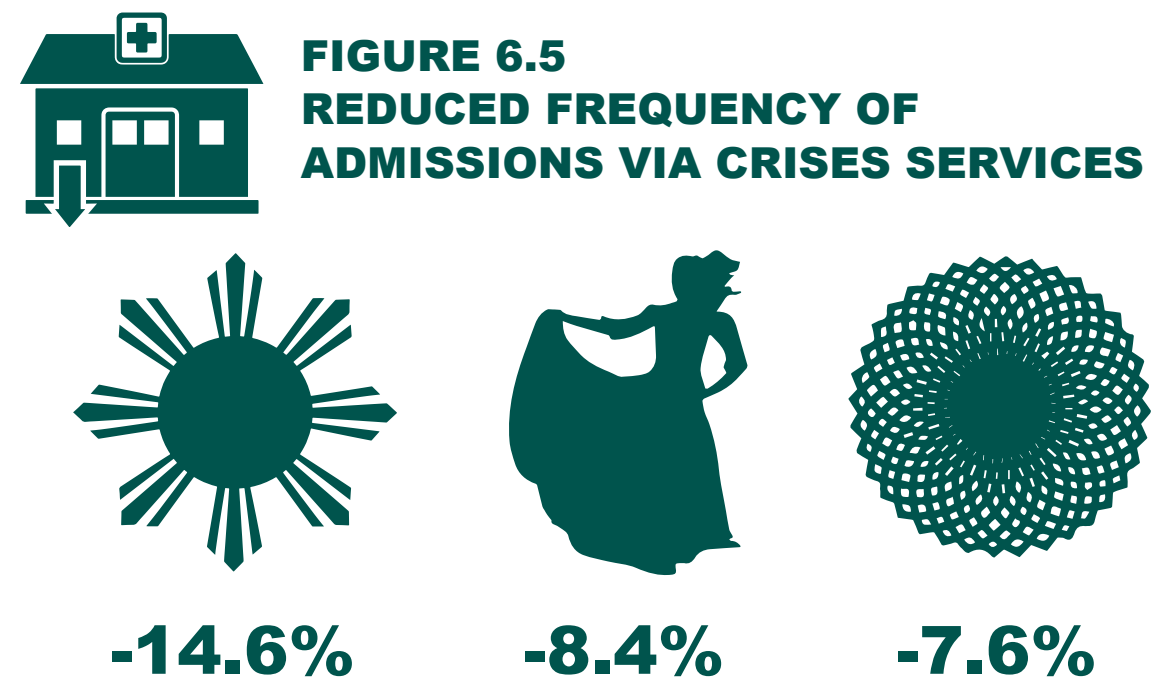 FIGURE 6.5
REDUCED FREQUENCY OF
ADMISSIONS VIA CRISES SERVICES
-14.6%
-8.4%
-7.6%